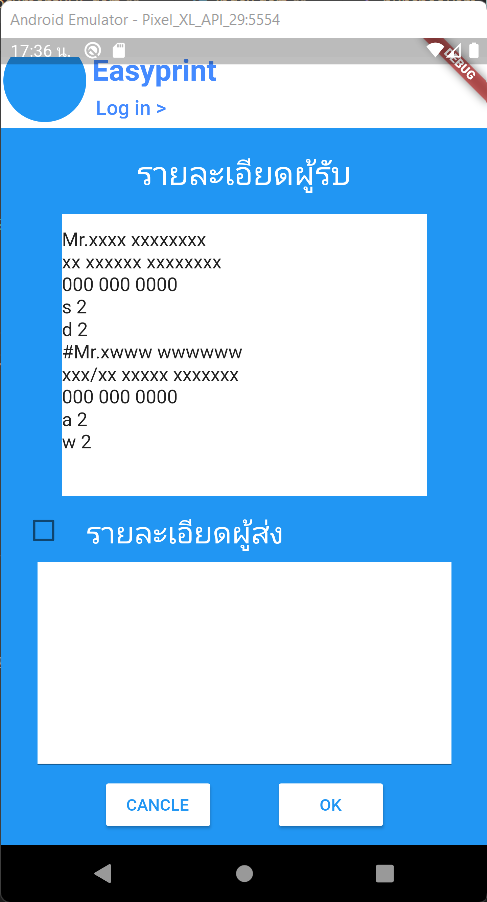 Android Emulator - Pixel_XL_API_29:5554
17:36 น.
DEBUG
Easyprint
Log in >
รายละเอียดผู้รับ
Mr.xxxx xxxxxxxx
xx xxxxxx xxxxxxxx
000 000 0000
s 2
d 2
#Mr.xwww wwwwww
xxx/xx xxxxx xxxxxxx
000 000 0000
a 2
w 2
รายละเอียดผู้ส่ง
CANCLE
OK